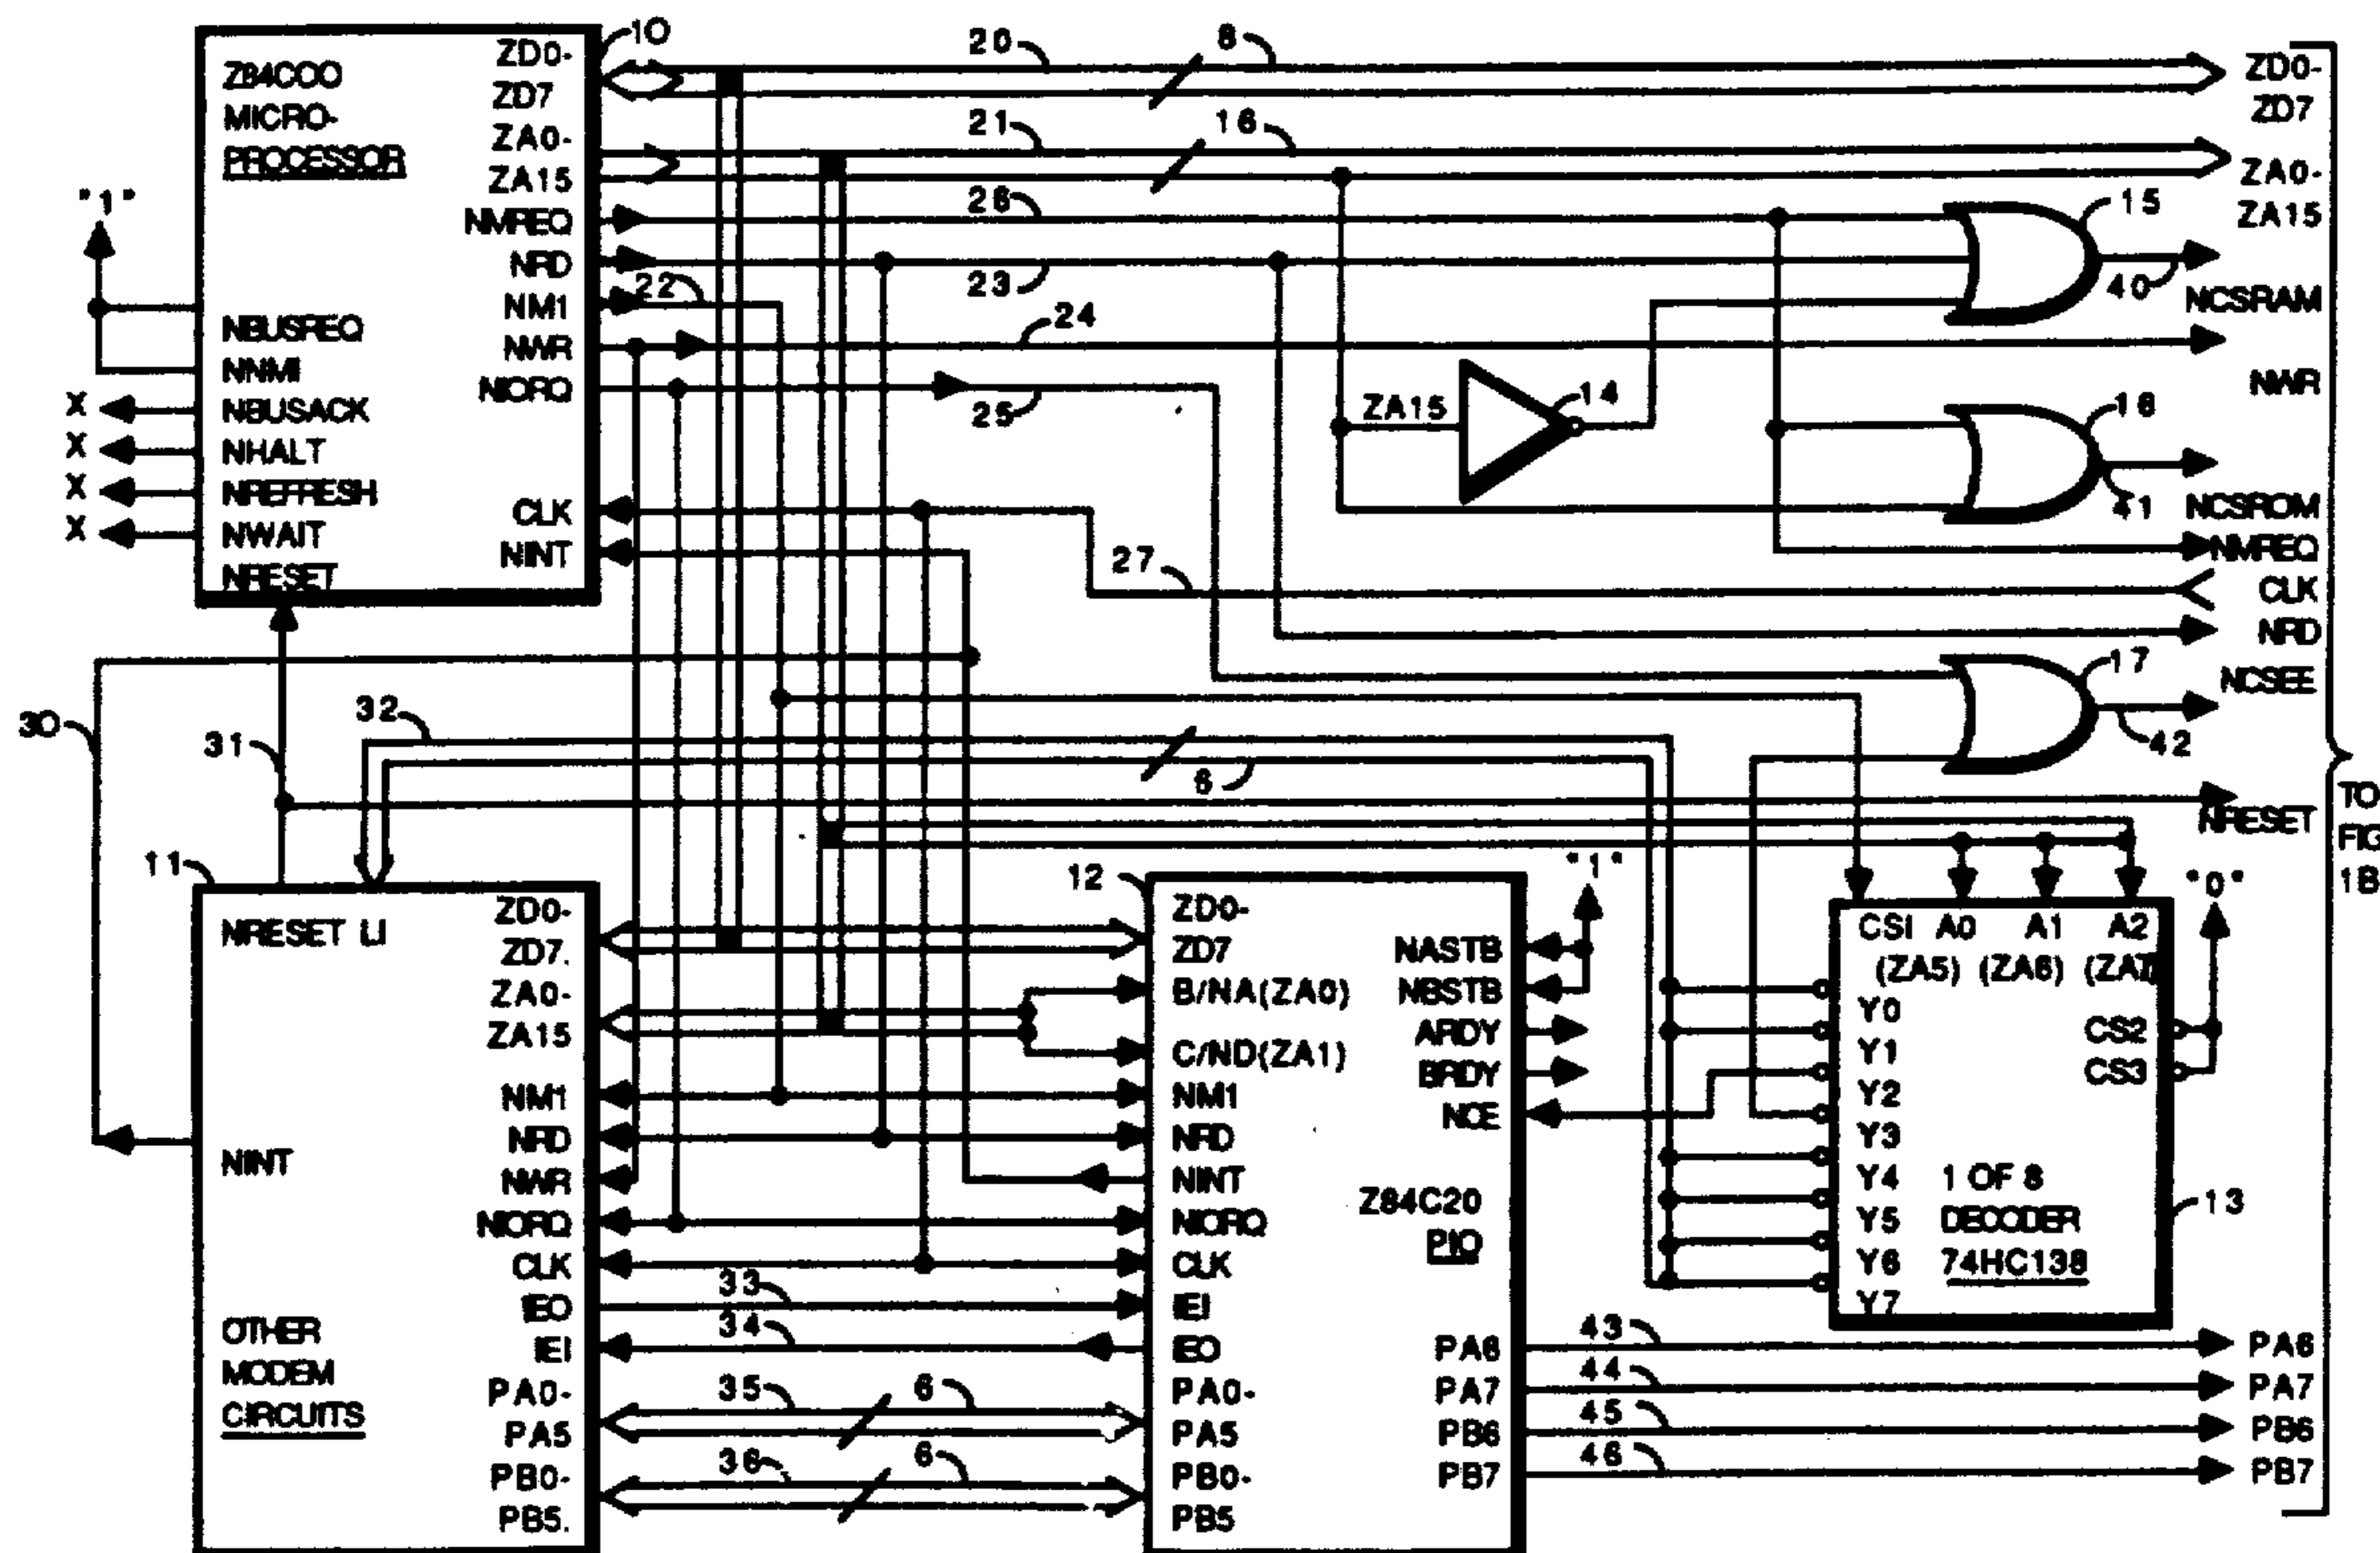 10
Z84COO
MICRO-
PROCESSOR
ZD0-
ZD7
ZA0-
ZA15
NMREQ
NRD
NM1
NWR
NIORQ
CLK
NINT
"1"
NBUSREQ
NNMI
X NBUSACK
X NHALT
X NREFRESH
X NWAIT
NRESET
20
8
21
16
26
23
22
24
25
27
ZA15
14
15
40
16
41
17
42
ZD0-
ZD7
ZA0-
ZA15
NCSRAM
NWR
NCSROM
NMREQ
CLK
NRD
NCSEE
NRESET
TO
FIG
1B
30
31
32
6
11
NRESET LI
NINT
OTHER
MODEM
CIRCUITS
ZD0-
ZD7.
ZA0-
ZA15
NM1
NRD
NWR
NIORQ
CLK
IEO
IEI
PA0-
PA5
PB0-
PB5.
33
34
35
6
36
6
12
ZD0-
ZD7
B/NA(ZA0)
C/ND(ZA1)
NM1
NRD
NINT
NIORQ
CLK
IEI
IEO
PA0-
PA5
PB0-
PB5
"1"
NASTB
NBSTB
ARDY
BRDY
NCE
Z84C20
PIO
PA6
PA7
PB6
PB7
"0"
CSI A0 A1 A2
(ZA5) (ZA6) (ZA7)
Y0
Y1
Y2
Y3
Y4
Y5
Y6
Y7
CS2
CS3
1 OF 8
DECODER
74HC138
13
43
44
45
46
PA6
PA7
PB6
PB7